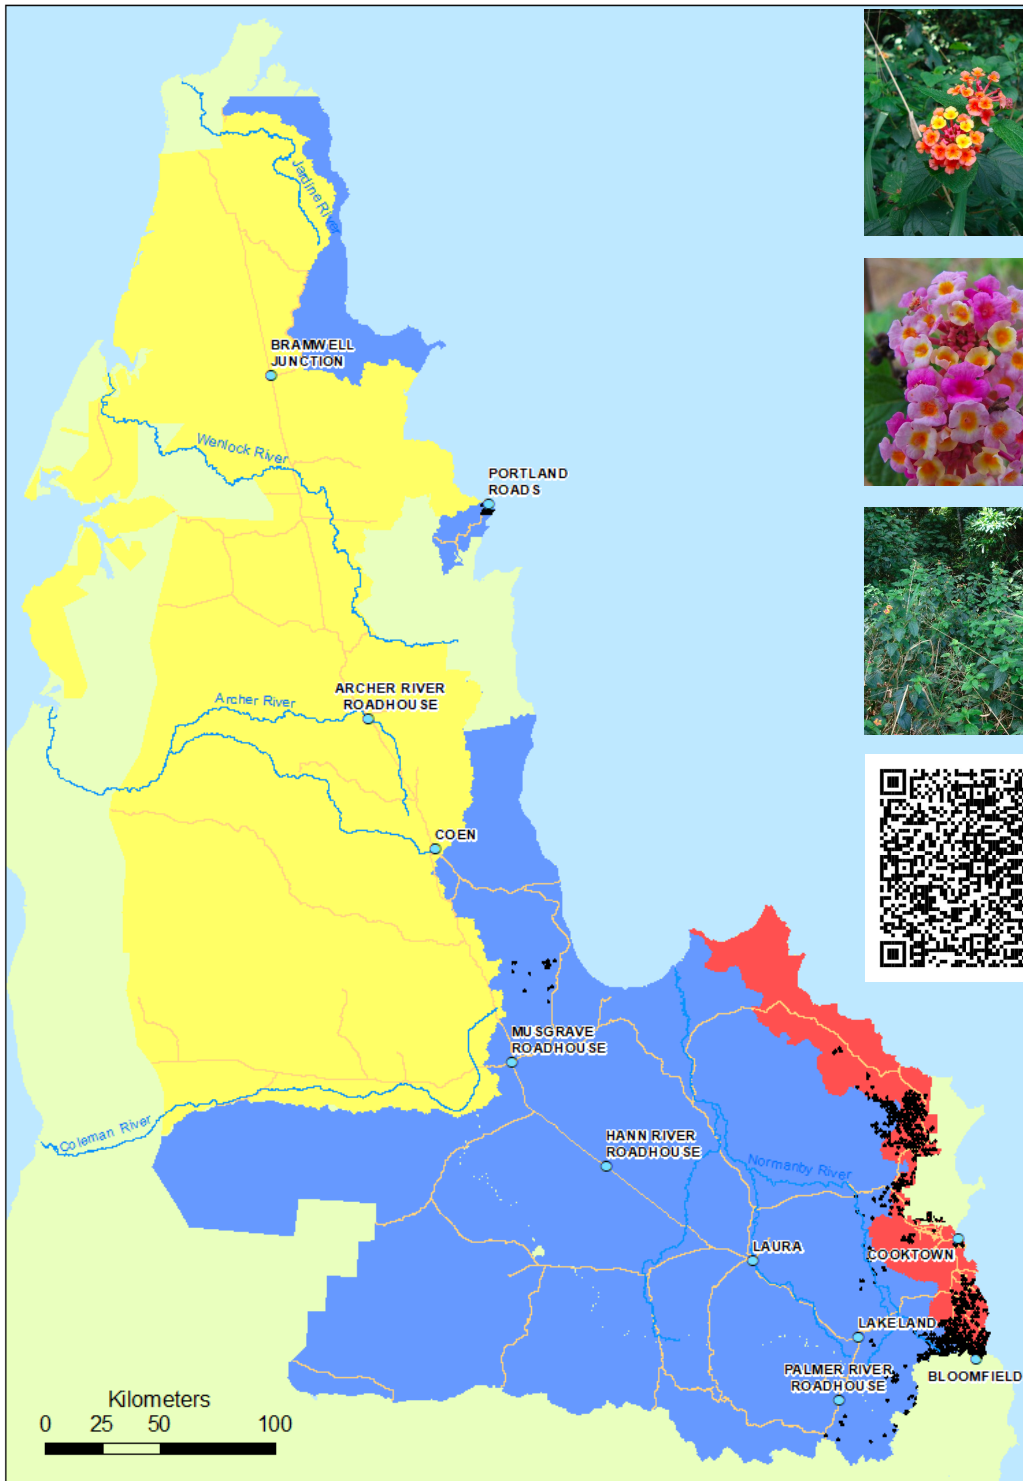 Jardine River
BRAMWELL
JUNCTION
Wenlock River
PORTLAND
ROADS
ARCHER RIVER
ROADHOUSE
Archer River
COEN
MUSGRAVE
ROADHOUSE
Coleman River
HANN RIVER
ROADHOUSE
Normanby River
LAURA
COOKTOWN
LAKELAND
PALMER RIVER
ROADHOUSE
BLOOMFIELD
Kilometers
0 25 50 100